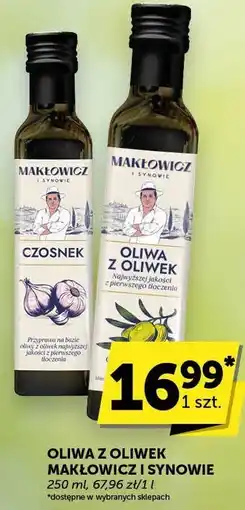 MAKŁOWICZ
I SYNOWIE
CZOSNEK
Przyprawa na bazie
oliwy z oliwek najwyższej
jakości z pierwszego
tłoczenia
MAKŁOWICZ
I SYNOWIE
OLIWA
Z OLIWEK
Najwyższej jakości
z pierwszego tłoczenia
16.99*
1 szt.
OLIWA Z OLIWEK
MAKŁOWICZ I SYNOWIE
250 ml, 67,96 zł/1 l
*dostępne w wybranych sklepach